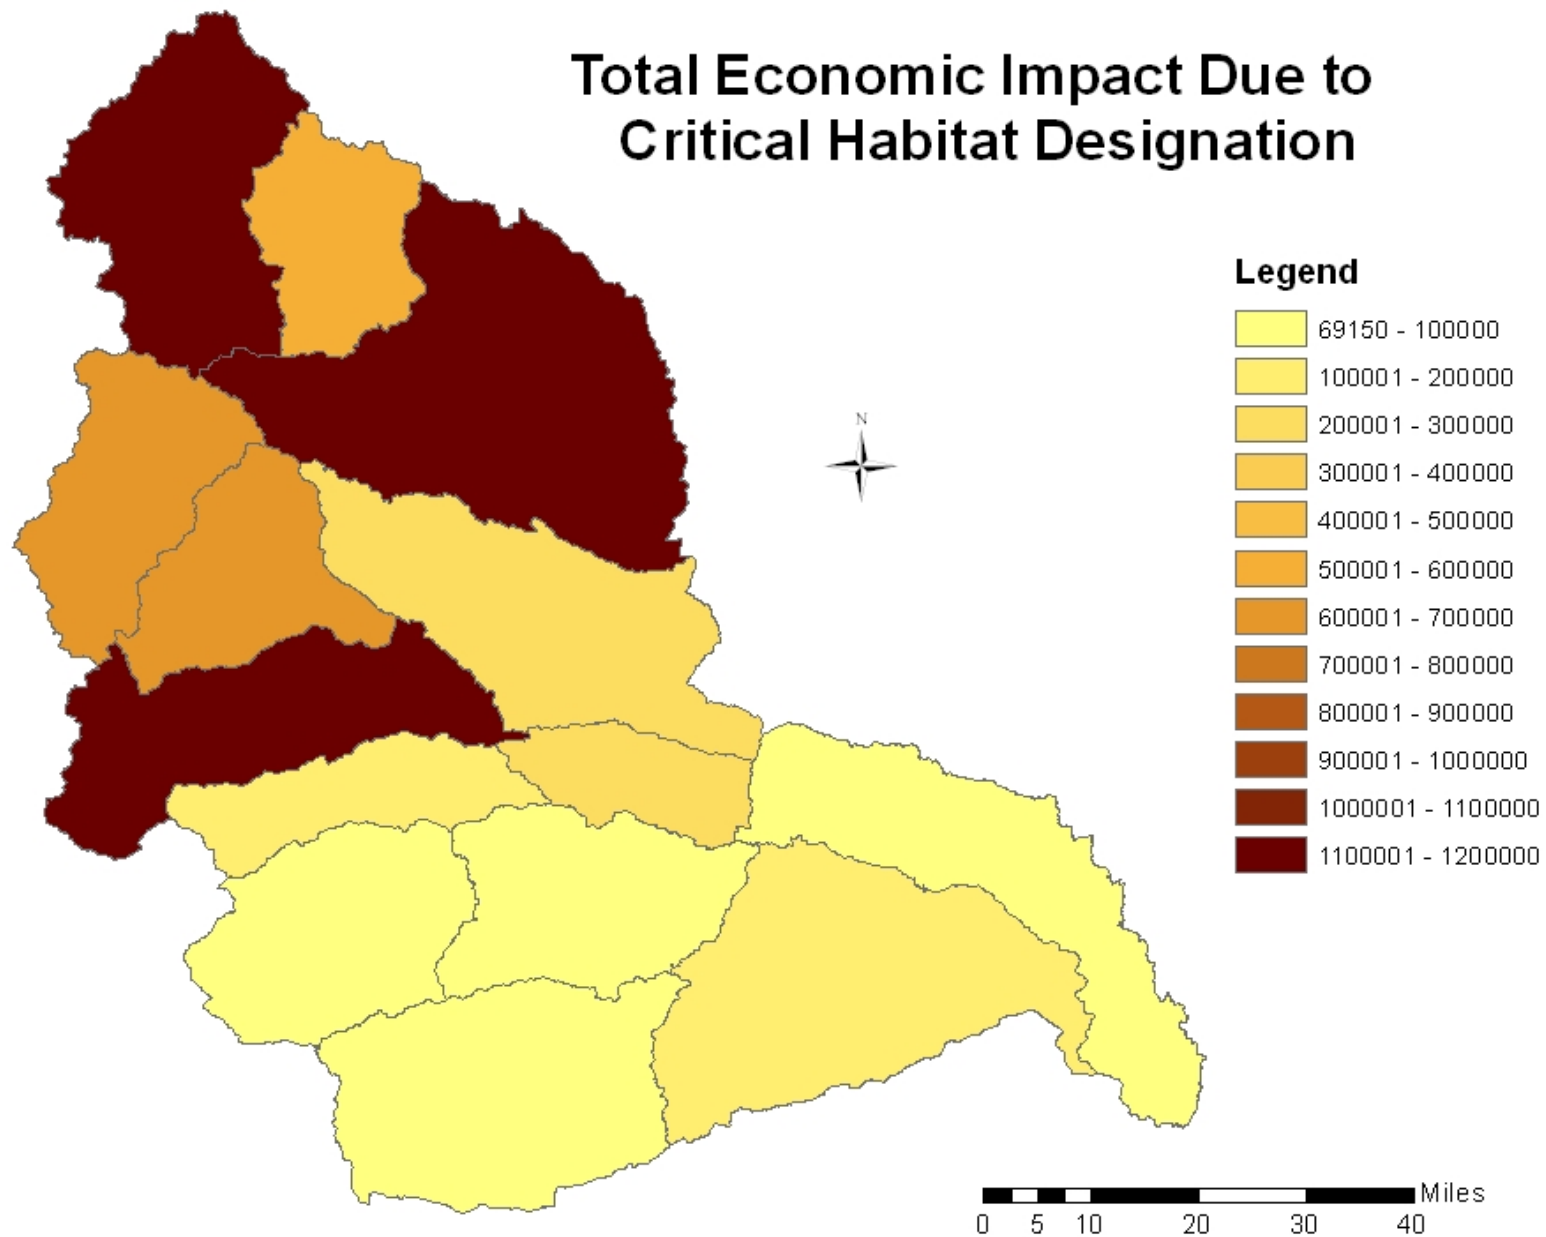 Total Economic Impact Due to
Critical Habitat Designation
Legend
69150 - 100000
100001 - 200000
200001 - 300000
300001 - 400000
N
400001 - 500000
500001 - 600000
600001 - 700000
700001 - 800000
800001 - 900000
900001 - 1000000
1000001 - 1100000
1100001 - 1200000
Miles
0 5 10 20 30 40